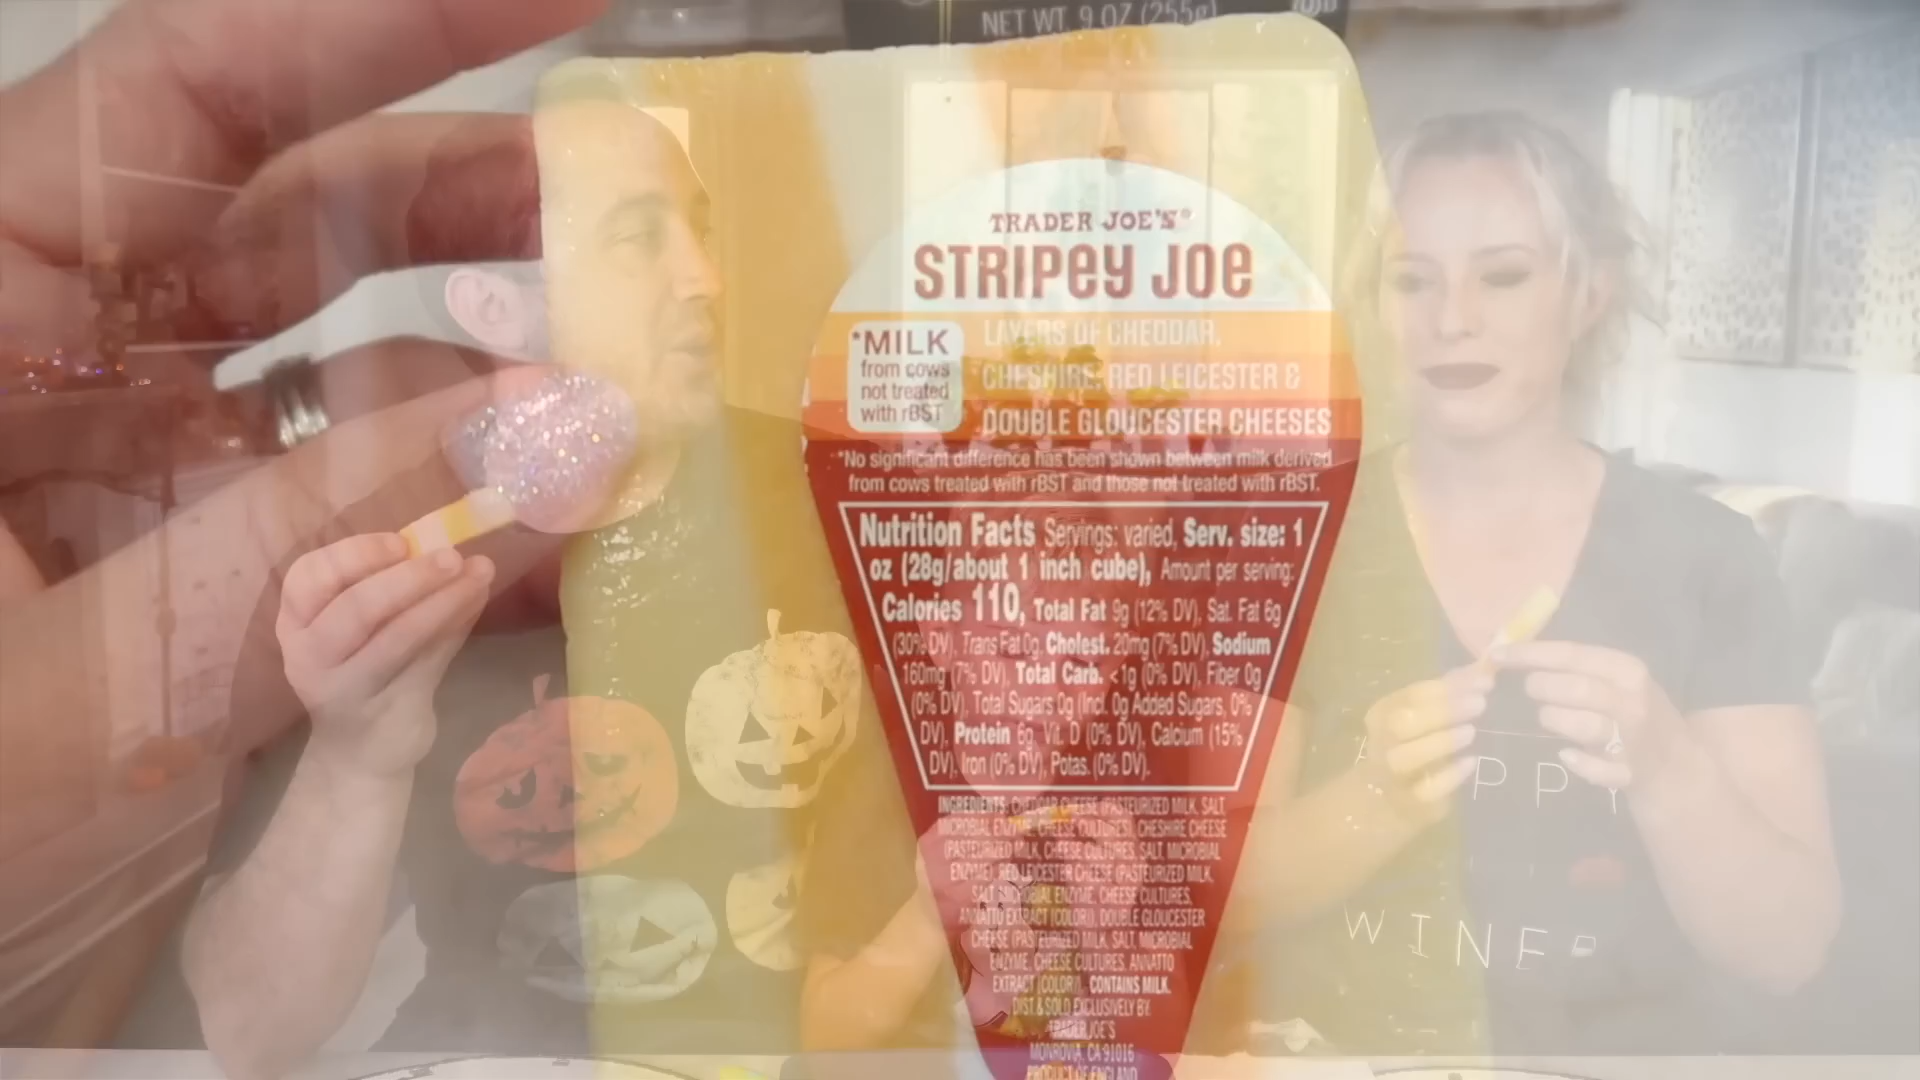 NET WT. 9 OZ (255g)
TRADER JOE'S®
STRIPEY JOE
*MILK
from cows
not treated
with rBST
LAYERS OF CHEDDAR,
CHESHIRE, RED LEICESTER &
DOUBLE GLOUCESTER CHEESES
*No significant difference has been shown between milk derived
from cows treated with rBST and those not treated with rBST.
Nutrition Facts Servings: varied, Serv. size: 1
oz (28g/about 1 inch cube), Amount per serving:
Calories 110, Total Fat 9g (12% DV), Sat. Fat 6g
(30% DV), Trans Fat 0g, Cholest. 20mg (7% DV), Sodium
160mg (7% DV), Total Carb. <1g (0% DV), Fiber 0g
(0% DV), Total Sugars 0g (Incl. 0g Added Sugars, 0%
DV), Protein 6g, Vit. D (0% DV), Calcium (15%
DV), Iron (0% DV), Potas. (0% DV).
INGREDIENTS: CHEDDAR CHEESE (PASTEURIZED MILK, SALT,
MICROBIAL ENZYME, CHEESE CULTURES), CHESHIRE CHEESE
(PASTEURIZED MILK, CHEESE CULTURES, SALT, MICROBIAL
ENZYME), RED LEICESTER CHEESE (PASTEURIZED MILK,
SALT, MICROBIAL ENZYME, CHEESE CULTURES,
ANNATTO EXTRACT (COLOR)), DOUBLE GLOUCESTER
CHEESE (PASTEURIZED MILK, SALT, MICROBIAL
ENZYME, CHEESE CULTURES, ANNATTO
EXTRACT (COLOR)). CONTAINS MILK.
DIST. & SOLD EXCLUSIVELY BY:
TRADER JOE'S
MONROVIA, CA 91016
PRODUCT OF ENGLAND
APPY
WINE